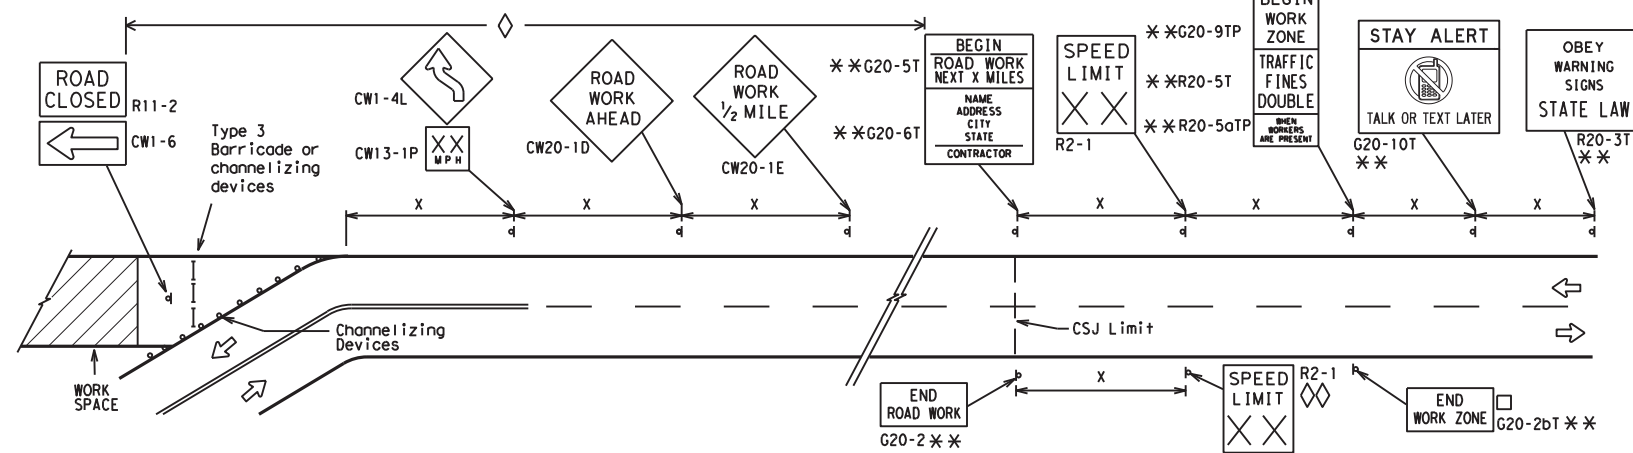 ROAD
CLOSED
R11-2
CW1-6
Type 3
Barricade or
channelizing
devices
CW1-4L
XX
MPH
CW13-1P
ROAD
WORK
AHEAD
CW20-1D
ROAD
WORK
1/2 MILE
CW20-1E
**G20-5T
**G20-6T
BEGIN
ROAD WORK
NEXT X MILES
NAME
ADDRESS
CITY
STATE
CONTRACTOR
SPEED
LIMIT
XX
R2-1
**G20-9TP
**R20-5T
**R20-5aTP
BEGIN
WORK
ZONE
TRAFFIC
FINES
DOUBLE
WHEN
WORKERS
ARE PRESENT
STAY ALERT
TALK OR TEXT LATER
G20-10T
**
OBEY
WARNING
SIGNS
STATE LAW
R20-3T
**
X
X
X
X
X
X
X
Channelizing
Devices
WORK
SPACE
CSJ Limit
END
ROAD WORK
G20-2 **
X
SPEED
LIMIT
XX
R2-1
END
WORK ZONE
G20-2bT **